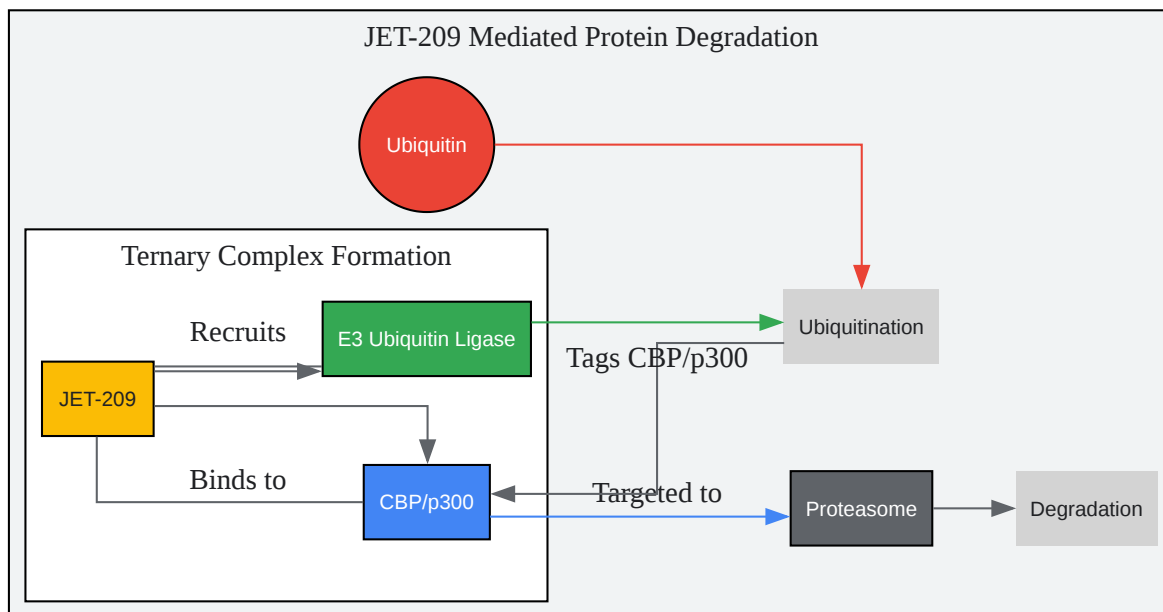 JET-209 Mediated Protein Degradation
Ubiquitin
Ternary Complex Formation
Recruits
E3 Ubiquitin Ligase
Ubiquitination
Tags CBP/p300
JET-209
Binds to
CBP/p300
Targeted to
Proteasome
Degradation